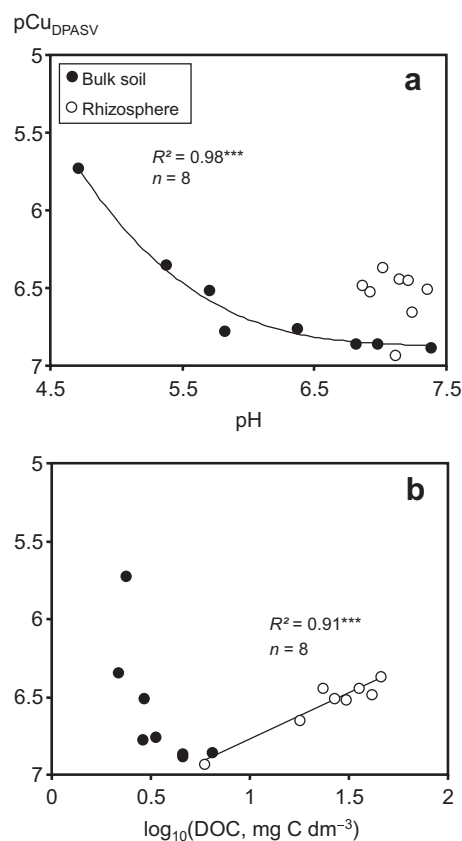 pCu_DPASV
5
5.5
6
6.5
7
Bulk soil
Rhizosphere
a
R² = 0.98***
n = 8
4.5 5.5 6.5 7.5
pH
5
5.5
6
6.5
7
b
R² = 0.91***
n = 8
0 0.5 1 1.5 2
log₁₀(DOC, mg C dm⁻³)